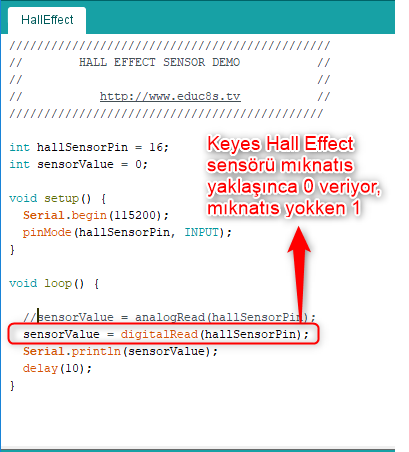 HallEffect
//////////////////////////////////////////////
// HALL EFFECT SENSOR DEMO //
// //
// http://www.educ8s.tv //
/////////////////////////////////////////////
int hallSensorPin = 16;
int sensorValue = 0;
Keyes Hall Effect
sensörü mıknatıs
yaklaşınca 0 veriyor,
mıknatıs yokken 1
void setup() {
Serial.begin(115200);
pinMode(hallSensorPin, INPUT);
}
void loop() {
//sensorValue = analogRead(hallSensorPin);
sensorValue = digitalRead(hallSensorPin);
Serial.println(sensorValue);
delay(10);
}